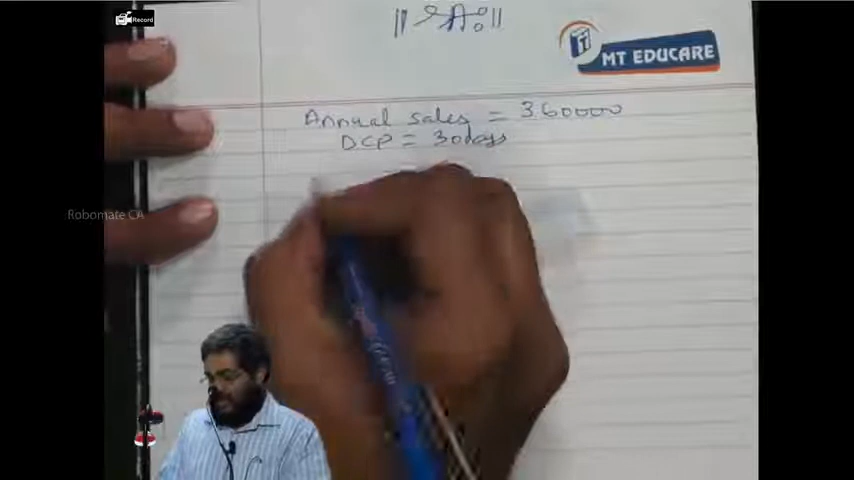 Record
|| श्री: ||
MT EDUCARE
Annual sales = 360000
DCP = 30days
Robomate CA